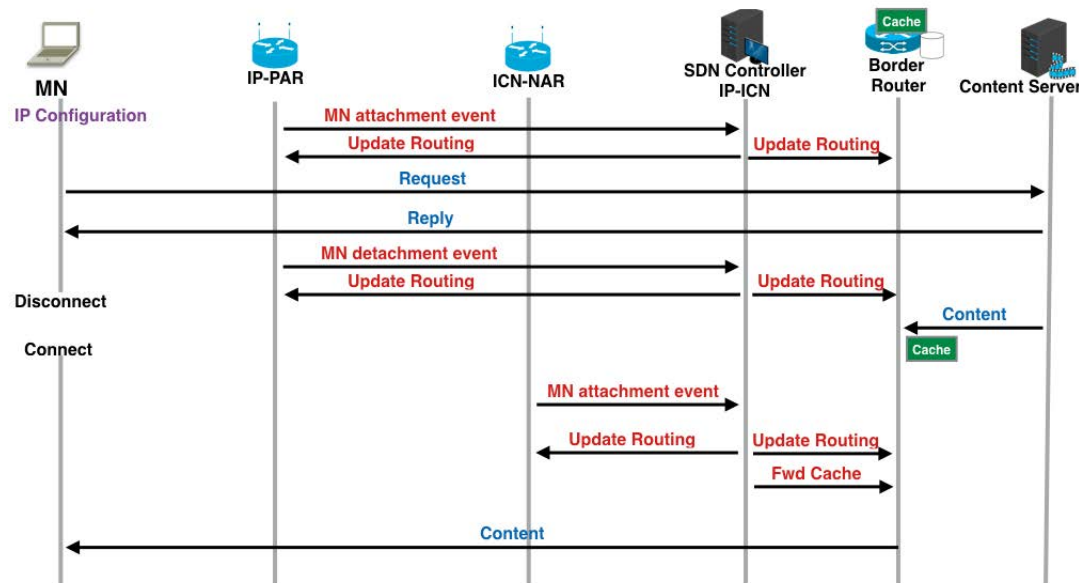 Cache
MN
IP-PAR
ICN-NAR
SDN Controller
IP-ICN
Border
Router
Content Server
IP Configuration
MN attachment event
Update Routing
Update Routing
Request
Reply
MN detachment event
Update Routing
Update Routing
Disconnect
Content
Connect
Cache
MN attachment event
Update Routing
Update Routing
Fwd Cache
Content